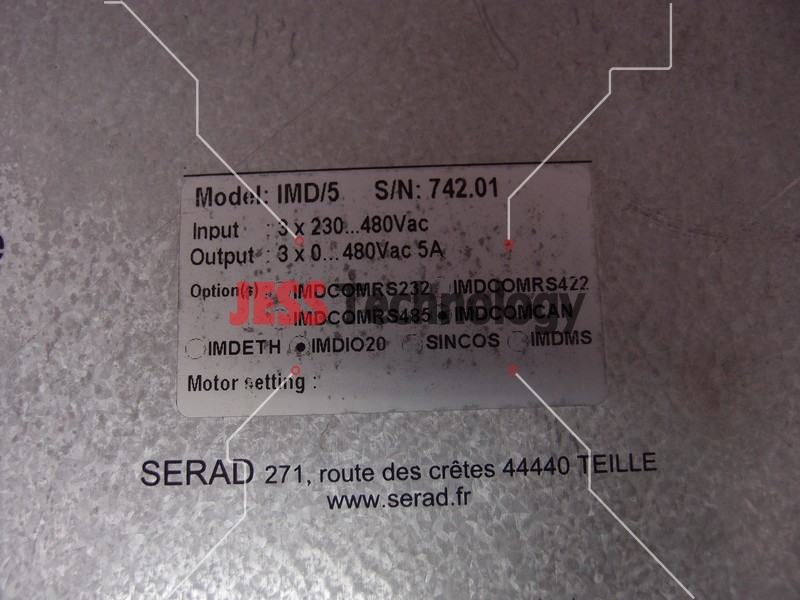 Model: IMD/5 S/N: 742.01
Input : 3 x 230...480Vac
Output : 3 x 0...480Vac 5A
Option(s) : IMDCOMRS232 IMDCOMRS422
JESS Technology
IMDCOMRS485 ● IMDCOMCAN
○ IMDETH ● IMDIO20 ○ SINCOS ○ IMDMS
Motor setting :
SERAD 271, route des crêtes 44440 TEILLE
www.serad.fr